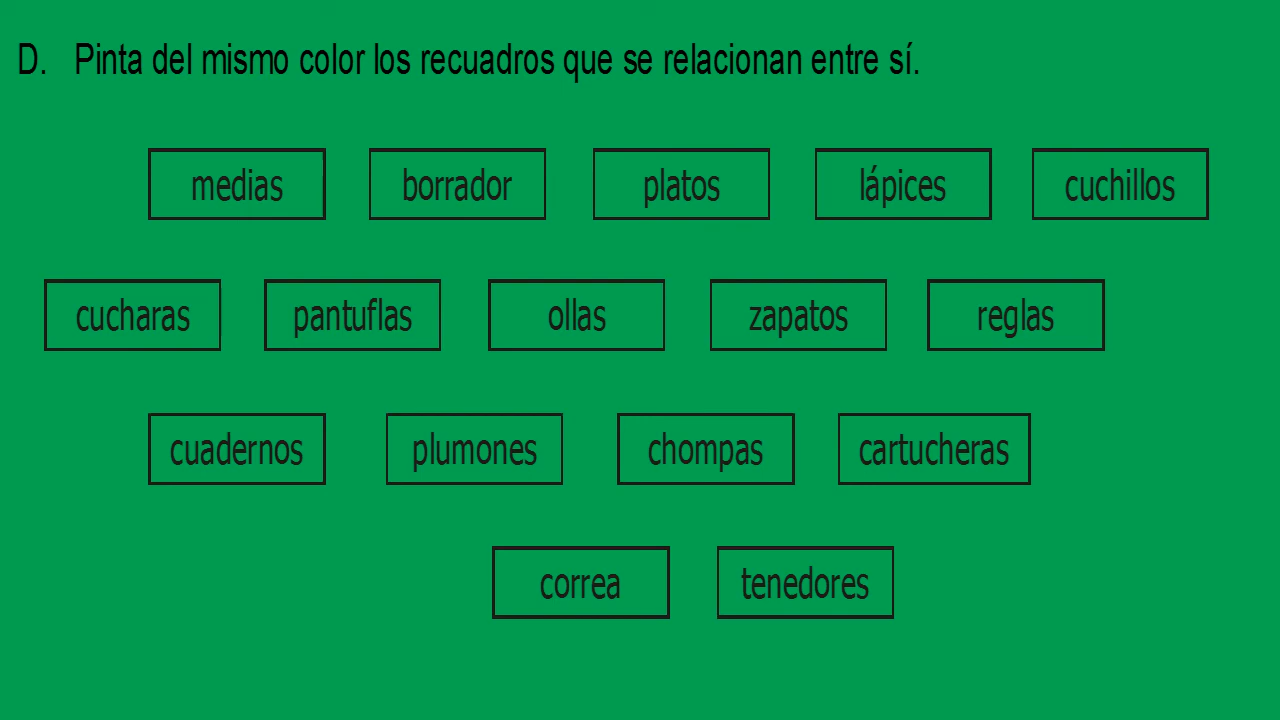 D. Pinta del mismo color los recuadros que se relacionan entre sí.
medias borrador platos lápices cuchillos
cucharas pantuflas ollas zapatos reglas
cuadernos plumones chompas cartucheras
correa tenedores